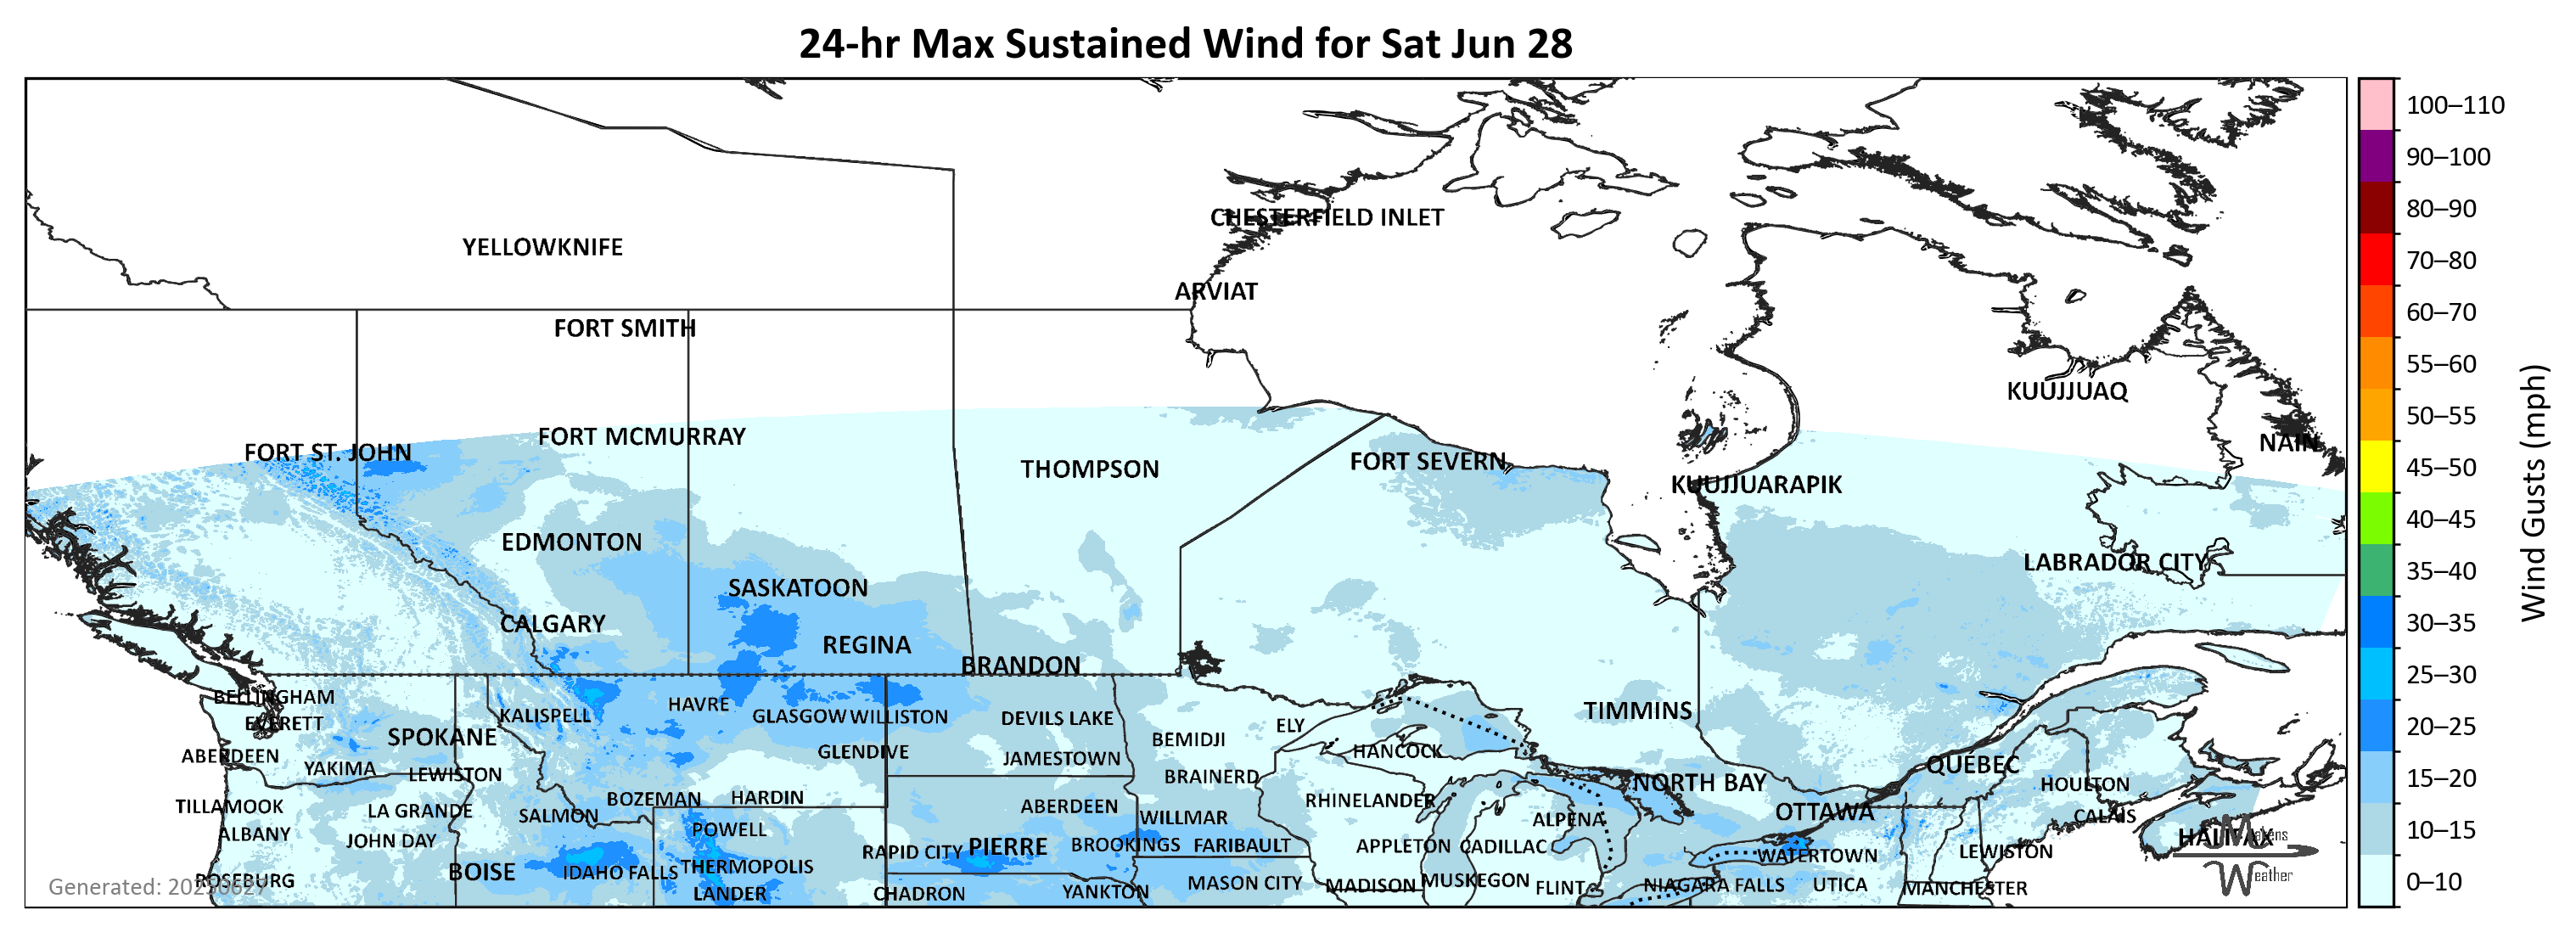 24-hr Max Sustained Wind for Sat Jun 28
100–110
90–100
80–90
70–80
60–70
55–60
50–55
45–50
40–45
35–40
30–35
25–30
20–25
15–20
10–15
0–10
Wind Gusts (mph)
CHESTERFIELD INLET
YELLOWKNIFE
ARVIAT
FORT SMITH
KUUJJUAQ
FORT MCMURRAY
NAIN
FORT ST. JOHN
THOMPSON
FORT SEVERN
KUUJJUARAPIK
EDMONTON
LABRADOR CITY
SASKATOON
CALGARY
REGINA
BRANDON
BELLINGHAM
HAVRE
TIMMINS
KALISPELL
GLASGOW
WILLISTON
DEVILS LAKE
EVERETT
ELY
SPOKANE
BEMIDJI
GLENDIVE
HANCOCK
ABERDEEN
JAMESTOWN
QUEBEC
YAKIMA
LEWISTON
BRAINERD
NORTH BAY
HOULTON
BOZEMAN
HARDIN
RHINELANDER
TILLAMOOK
LA GRANDE
ABERDEEN
SALMON
WILLMAR
ALPENA
OTTAWA
CALAIS
ALBANY
POWELL
HALIFAX
JOHN DAY
PIERRE
BROOKINGS
FARIBAULT
APPLETON
CADILLAC
RAPID CITY
WATERTOWN
LEWISTON
BOISE
IDAHO FALLS
THERMOPOLIS
ROSEBURG
MASON CITY
MADISON
MUSKEGON
FLINT
NIAGARA FALLS
UTICA
MANCHESTER
LANDER
CHADRON
YANKTON
Generated: 20250627
Makens
Weather